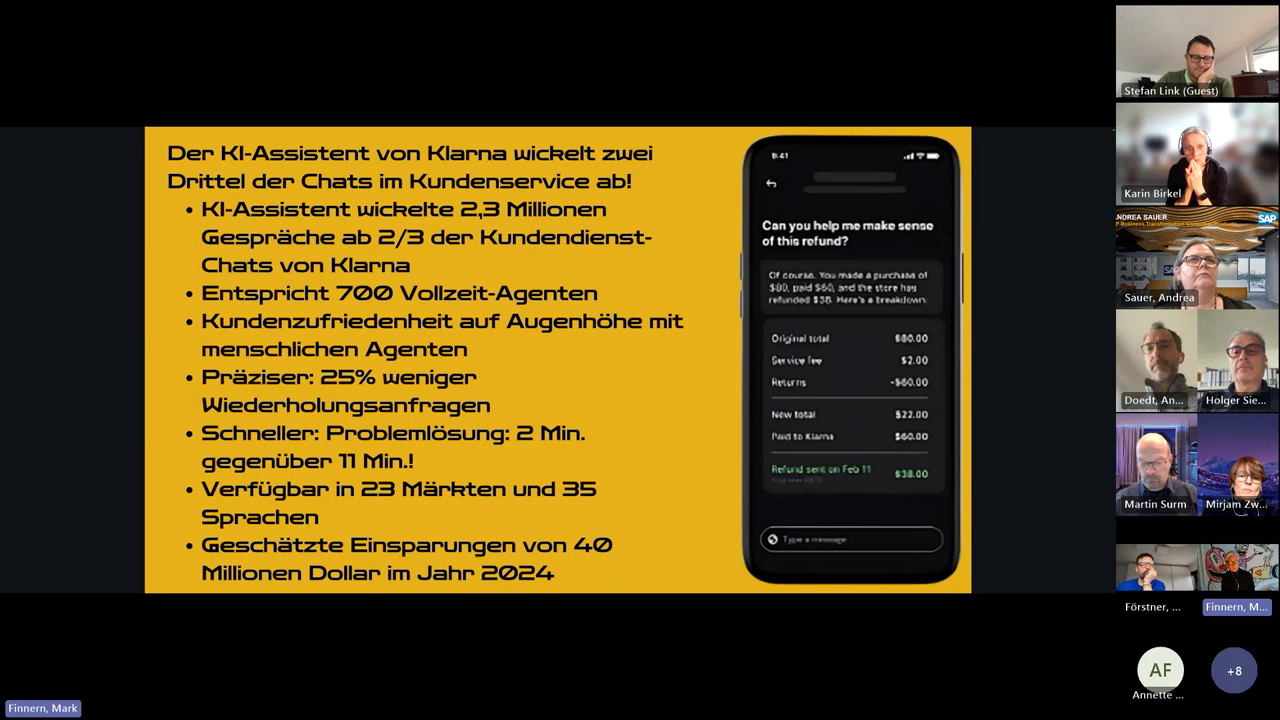 Der KI-Assistent von Klarna wickelt zwei
Drittel der Chats im Kundenservice ab!
• KI-Assistent wickelte 2,3 Millionen
Gespräche ab 2/3 der Kundendienst-
Chats von Klarna
• Entspricht 700 Vollzeit-Agenten
• Kundenzufriedenheit auf Augenhöhe mit
menschlichen Agenten
• Präziser: 25% weniger
Wiederholungsanfragen
• Schneller: Problemlösung: 2 Min.
gegenüber 11 Min.!
• Verfügbar in 23 Märkten und 35
Sprachen
• Geschätzte Einsparungen von 40
Millionen Dollar im Jahr 2024
9:41
Can you help me make sense
of this refund?
Of course. You made a purchase of
$80, paid $60, and the store has
refunded $38. Here's a breakdown:
Original total $80.00
Service fee $2.00
Returns -$60.00
New total $22.00
Paid to Klarna $60.00
Refund sent on Feb 11 $38.00
Type a message
Stefan Link (Guest)
Karin Birkel
NDREA SAUER
SAP
Business Transformation
Sauer, Andrea
Doedt, An...
Holger Sie...
Martin Surm
Mirjam Zw...
Förstner, ...
Finnern, M...
AF
Annette ...
+8
Finnern, Mark